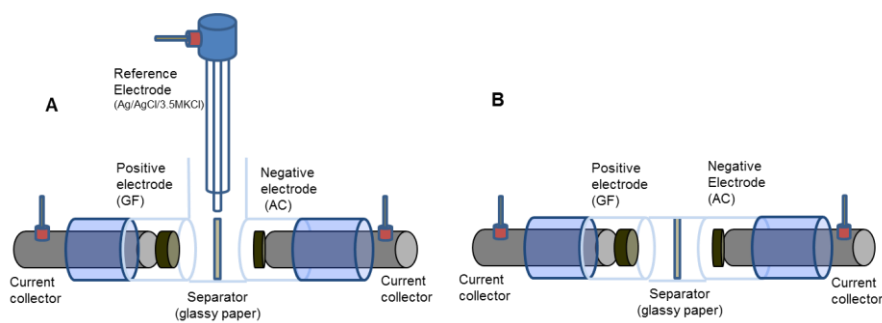 A
Reference
Electrode
(Ag/AgCl/3.5MKCl)
Positive
electrode
(GF)
Negative
electrode
(AC)
Current
collector
Separator
(glassy paper)
Current
collector
B
Positive
electrode
(GF)
Negative
Electrode
(AC)
Current
collector
Separator
(glassy paper)
Current
collector